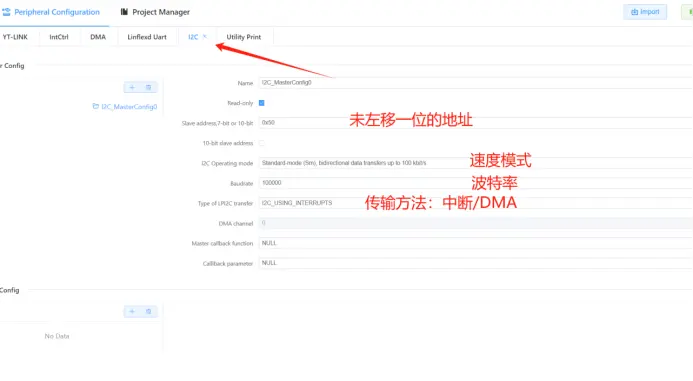 Peripheral Configuration
Project Manager
Import
YT-LINK
IntCtrl
DMA
Linflexd Uart
I2C
Utility Print
er Config
I2C_MasterConfig0
Name
I2C_MasterConfig0
Read-only
Slave address,7-bit or 10-bit
0x50
未左移一位的地址
10-bit slave address
I2C Operating mode
Standard-mode (Sm), bidirectional data transfers up to 100 kbit/s
速度模式
Baudrate
100000
波特率
Type of LPI2C transfer
I2C_USING_INTERRUPTS
传输方法：中断/DMA
DMA channel
0
Master callback function
NULL
Callback parameter
NULL
Config
No Data